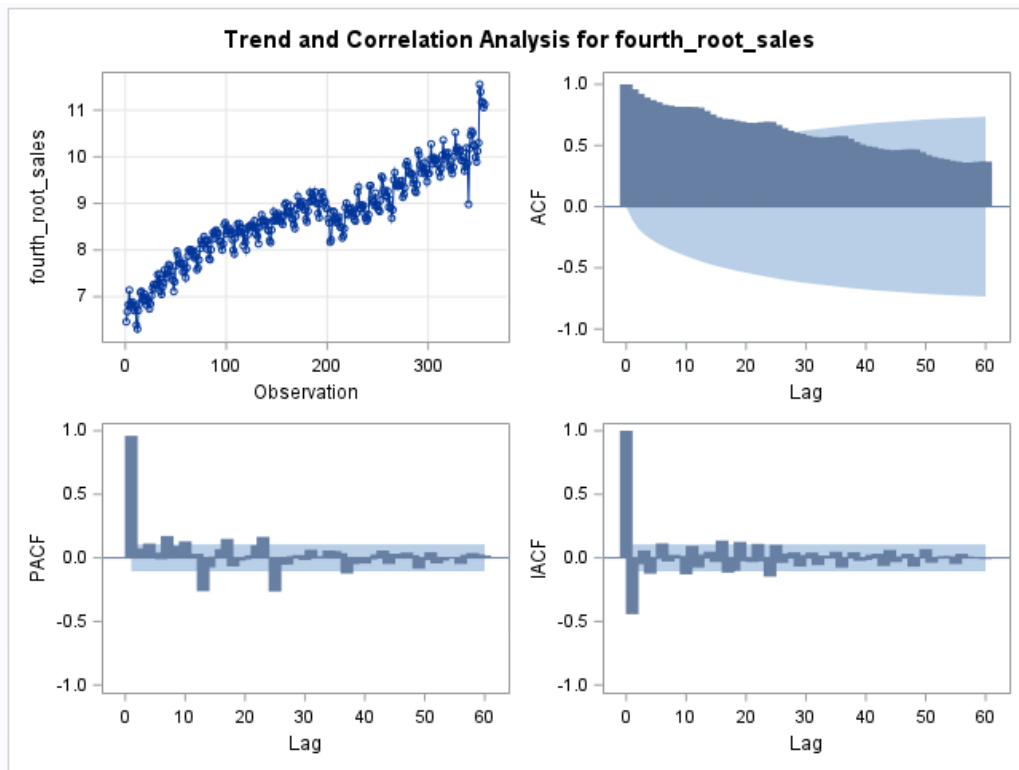 Trend and Correlation Analysis for fourth_root_sales
fourth_root_sales
11
10
9
8
7
0 100 200 300
Observation
ACF
1.0
0.5
0.0
-0.5
-1.0
0 10 20 30 40 50 60
Lag
PACF
1.0
0.5
0.0
-0.5
-1.0
0 10 20 30 40 50 60
Lag
IACF
1.0
0.5
0.0
-0.5
-1.0
0 10 20 30 40 50 60
Lag